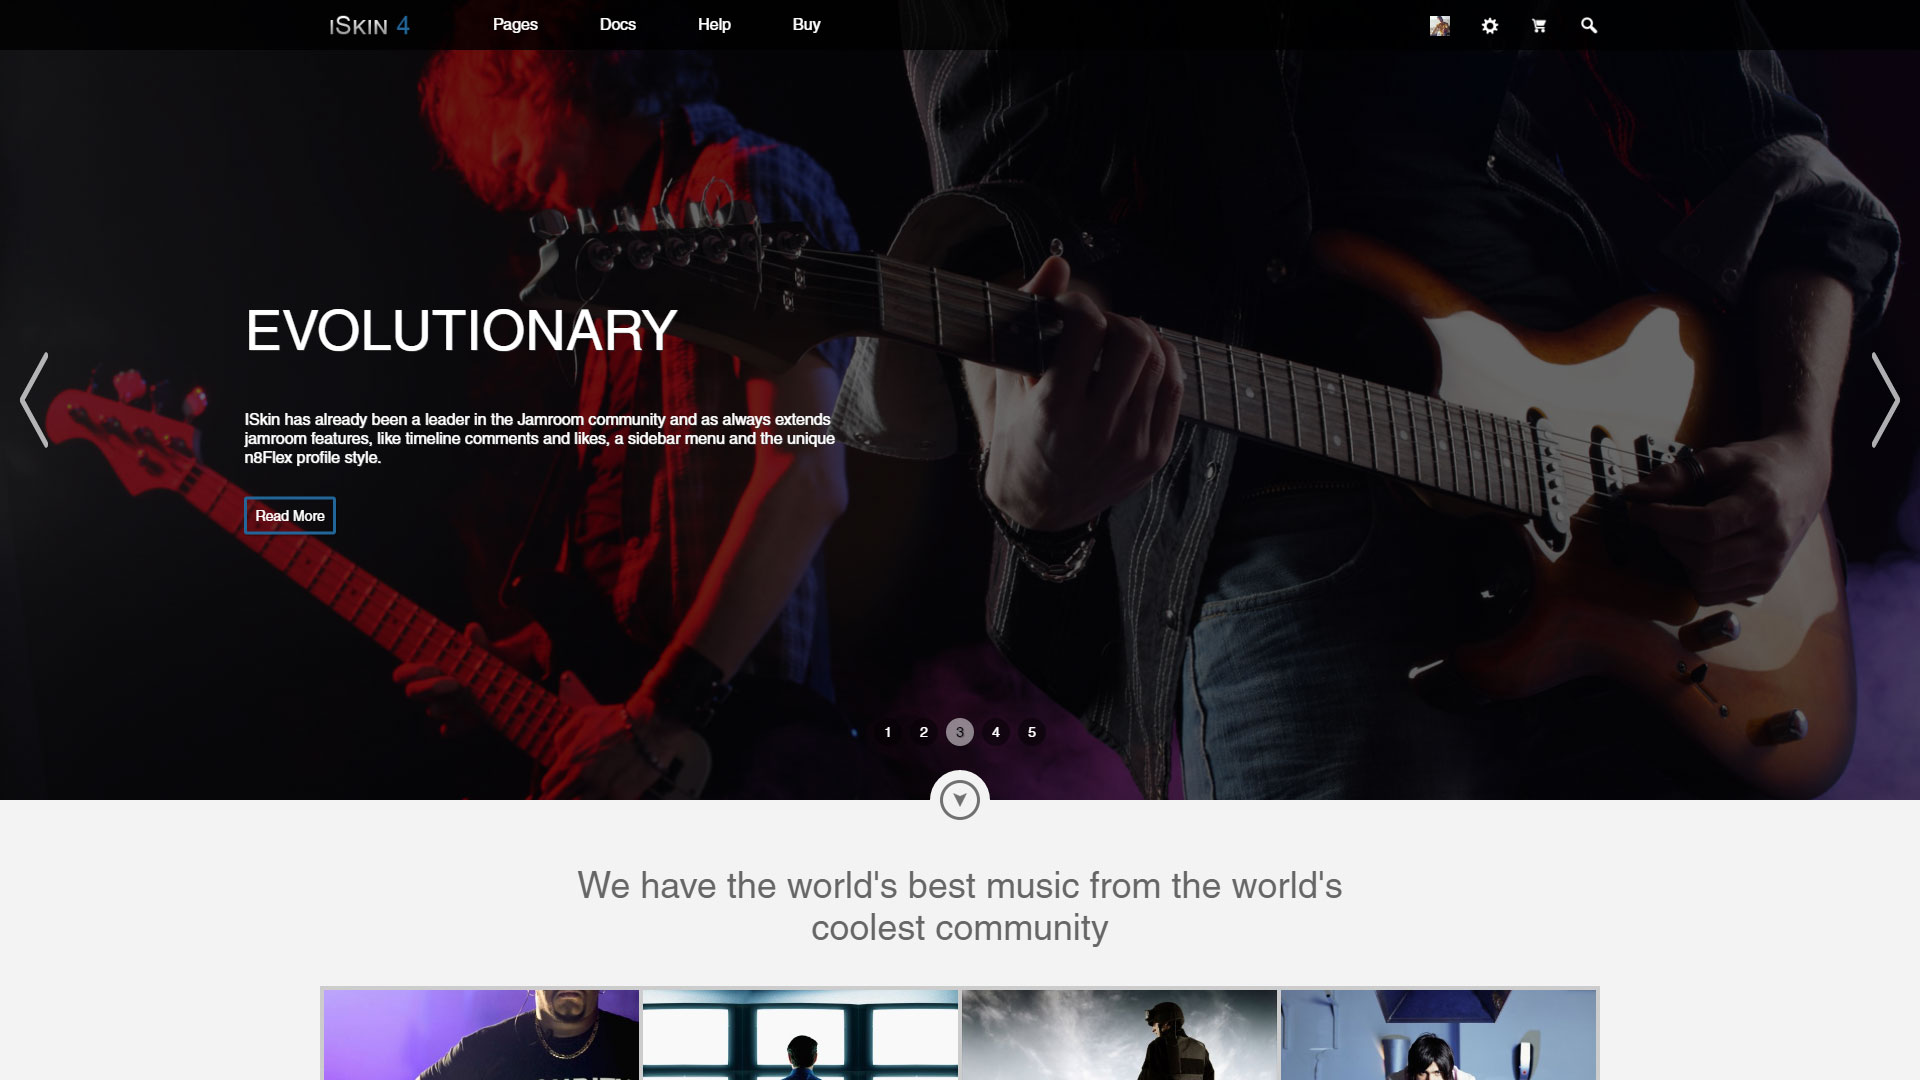 ISKIN 4
Pages
Docs
Help
Buy
EVOLUTIONARY
ISkin has already been a leader in the Jamroom community and as always extends
jamroom features, like timeline comments and likes, a sidebar menu and the unique
n8Flex profile style.
Read More
1 2 3 4 5
We have the world's best music from the world's
coolest community